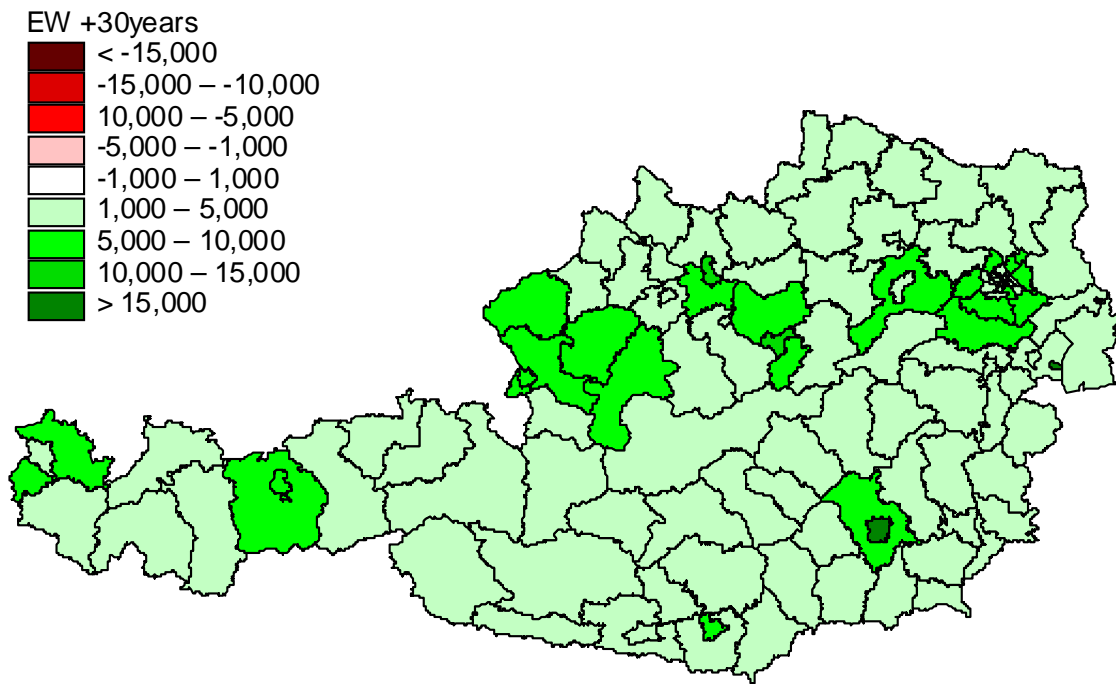 EW +30years
< -15,000
-15,000 – -10,000
10,000 – -5,000
-5,000 – -1,000
-1,000 – 1,000
1,000 – 5,000
5,000 – 10,000
10,000 – 15,000
> 15,000